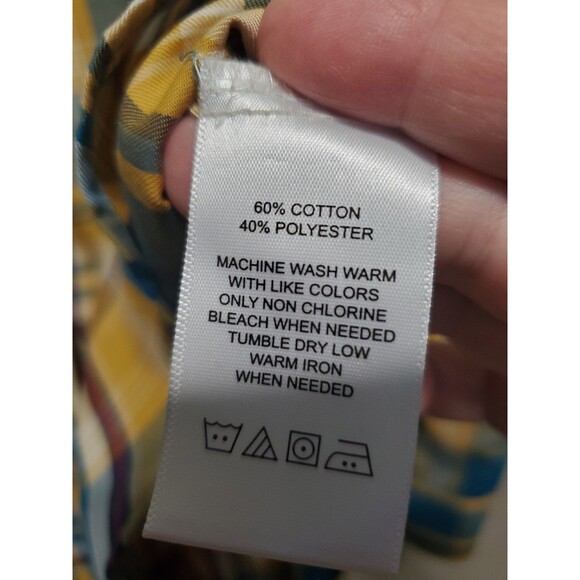 60% COTTON
40% POLYESTER
MACHINE WASH WARM
WITH LIKE COLORS
ONLY NON CHLORINE
BLEACH WHEN NEEDED
TUMBLE DRY LOW
WARM IRON
WHEN NEEDED